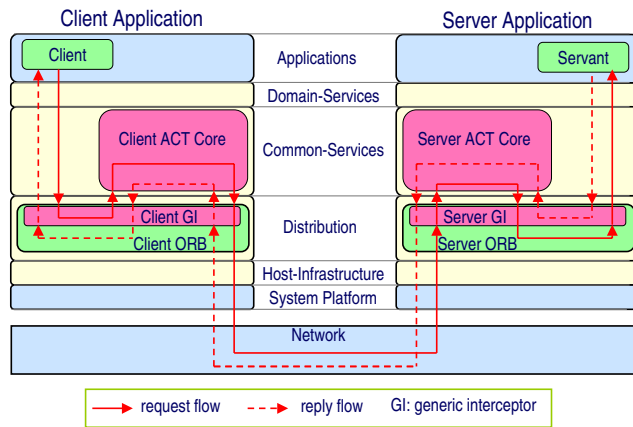 Client Application
Server Application
Client
Applications
Servant
Domain-Services
Client ACT Core
Common-Services
Server ACT Core
Client GI
Distribution
Server GI
Client ORB
Server ORB
Host-Infrastructure
System Platform
Network
request flow
reply flow
GI: generic interceptor